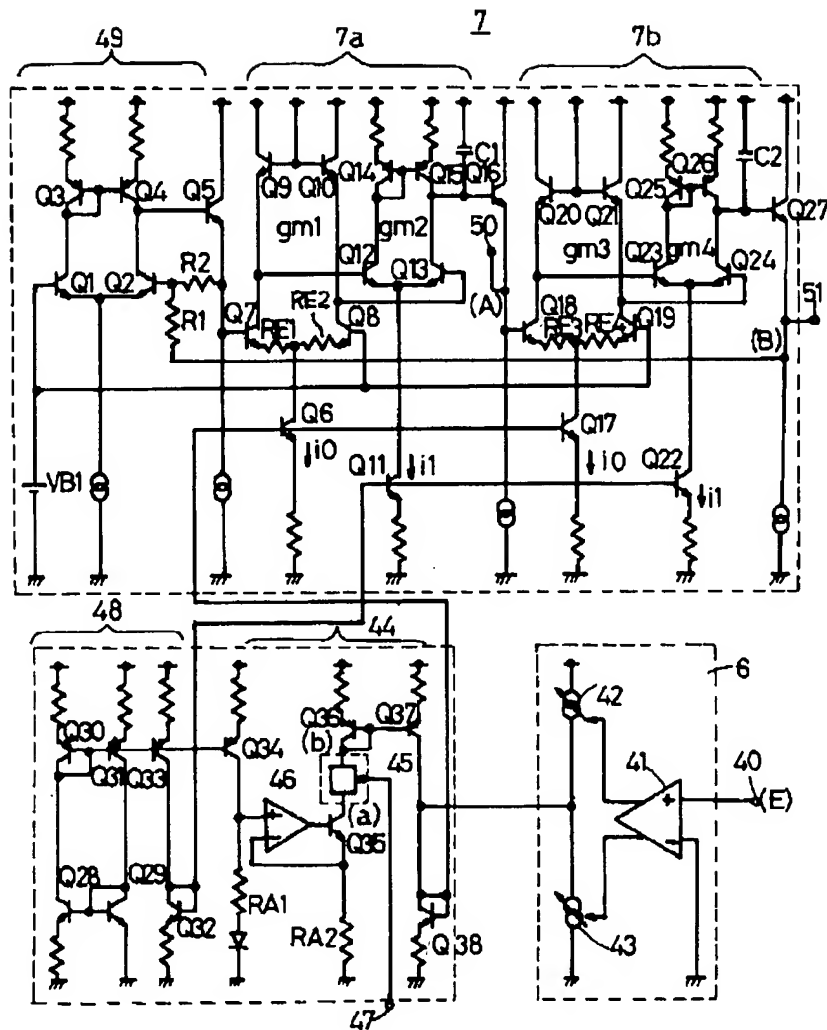 7
49
7a
7b
Q3
Q4
Q5
Q9
Q10
Q14
Q15
C1
Q16
Q20
Q21
Q25
Q26
C2
Q27
gm1
gm2
50
gm3
gm4
Q1
Q2
R2
R1
Q7
Q12
Q13
(A)
Q23
Q24
RE1
RE2
Q8
Q18
RE3
RE4
Q19
51
(B)
VB1
Q6
i0
Q11
i1
Q17
i0
Q22
i1
48
44
6
Q30
Q31
Q33
Q34
Q36
Q37
(b)
45
46
(a)
Q35
42
41
+
-
40
(E)
+
-
Q28
Q29
Q32
RA1
RA2
Q38
43
47